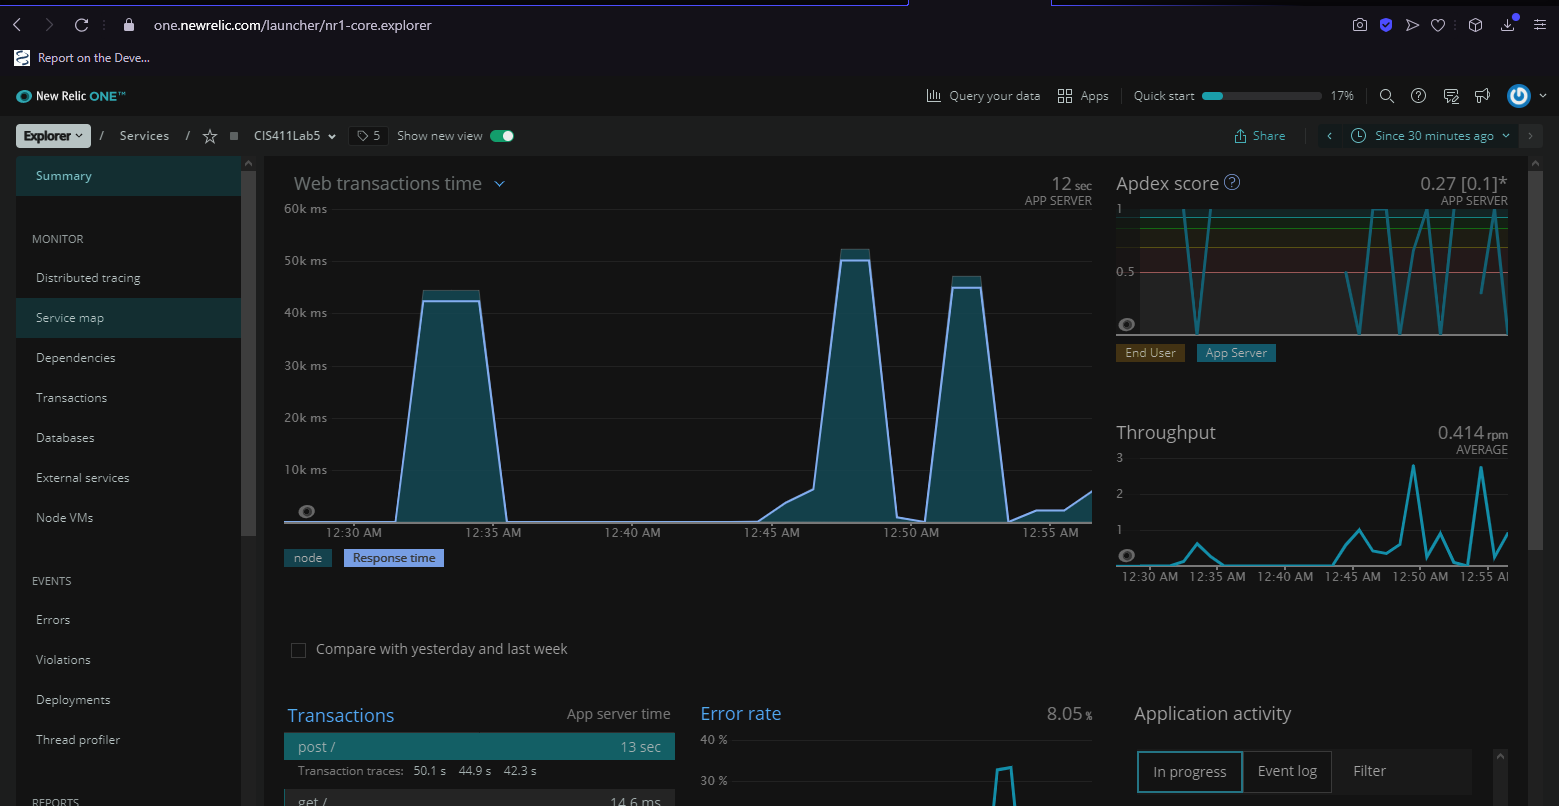 one.newrelic.com/launcher/nr1-core.explorer
Report on the Deve...
New Relic ONE™
Query your data
Apps
Quick start
17%
Explorer / Services /
CIS411Lab5
5
Show new view
Share
Since 30 minutes ago
Summary
MONITOR
Distributed tracing
Service map
Dependencies
Transactions
Databases
External services
Node VMs
EVENTS
Errors
Violations
Deployments
Thread profiler
REPORTS
Web transactions time
12 sec
APP SERVER
60k ms
50k ms
40k ms
30k ms
20k ms
10k ms
12:30 AM 12:35 AM 12:40 AM 12:45 AM 12:50 AM 12:55 AM
node Response time
Compare with yesterday and last week
Apdex score ?
0.27 [0.1]*
APP SERVER
1
0.5
End User App Server
Throughput
0.414 rpm
AVERAGE
3
2
1
12:30 AM 12:35 AM 12:40 AM 12:45 AM 12:50 AM 12:55 A
Transactions
App server time
post / 13 sec
Transaction traces: 50.1 s 44.9 s 42.3 s
get / 14.6 ms
Error rate
8.05 %
40 %
30 %
Application activity
In progress Event log Filter